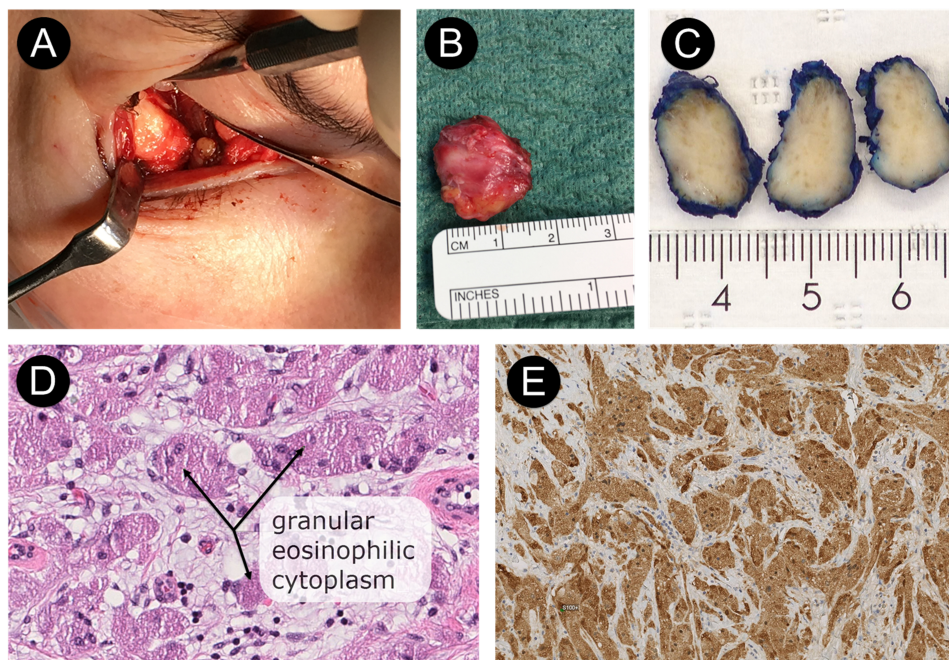 A
B
C
CM 1 2 3
INCHES 1
4 5 6
D
granular
eosinophilic
cytoplasm
E
S100+